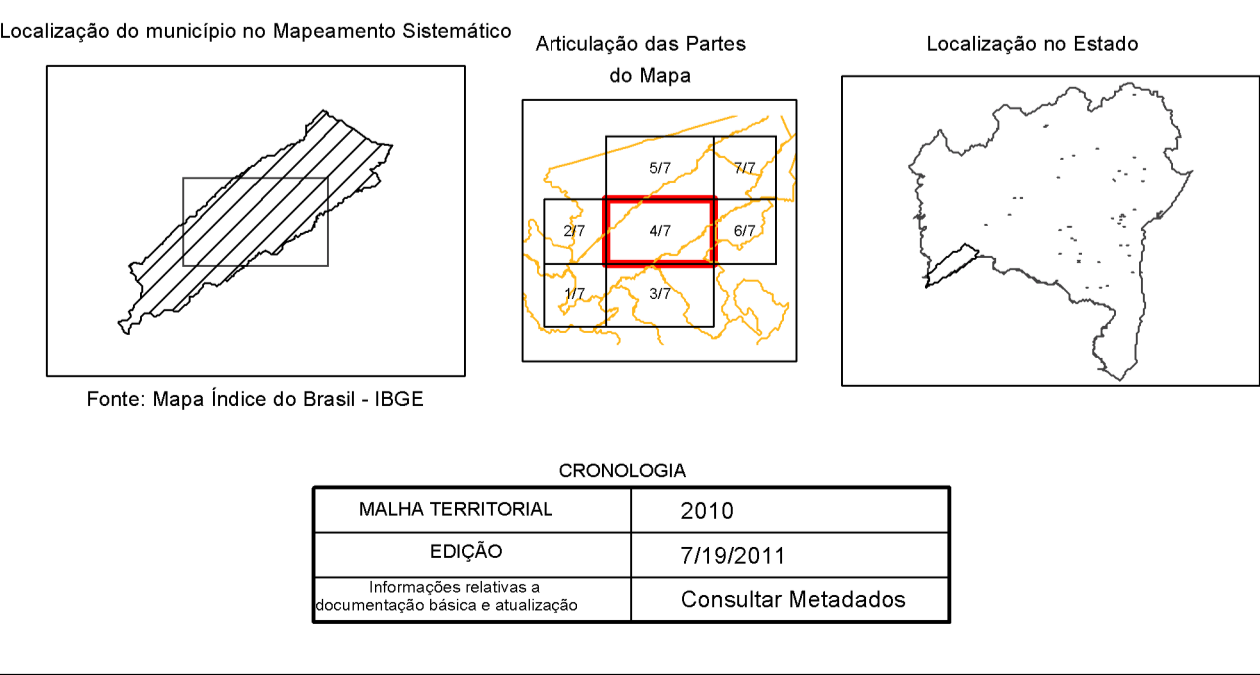 Localização do município no Mapeamento Sistemático
Articulação das Partes
do Mapa
Localização no Estado
5/7
7/7
2/7
4/7
6/7
1/7
3/7
Fonte: Mapa Índice do Brasil - IBGE
CRONOLOGIA
MALHA TERRITORIAL
2010
EDIÇÃO
7/19/2011
Informações relativas a
documentação básica e atualização
Consultar Metadados